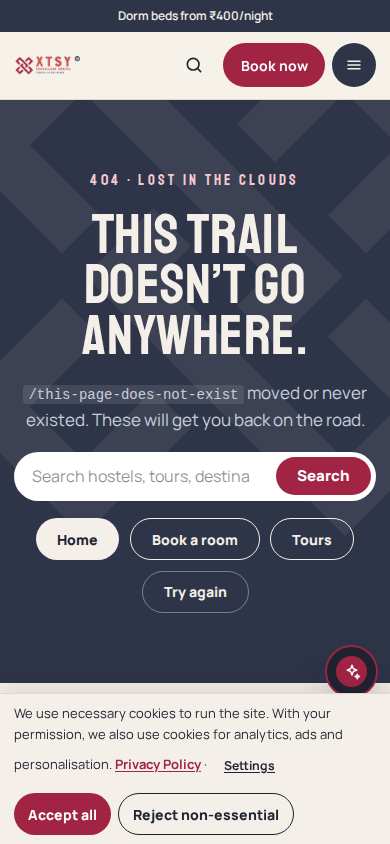 Dorm beds from ₹400/night
XTSY
Book now
404 · LOST IN THE CLOUDS
THIS TRAIL
DOESN’T GO
ANYWHERE.
/this-page-does-not-exist moved or never
existed. These will get you back on the road.
Search hostels, tours, destina
Search
Home
Book a room
Tours
Try again
We use necessary cookies to run the site. With your
permission, we also use cookies for analytics, ads and
personalisation. Privacy Policy · Settings
Accept all
Reject non-essential